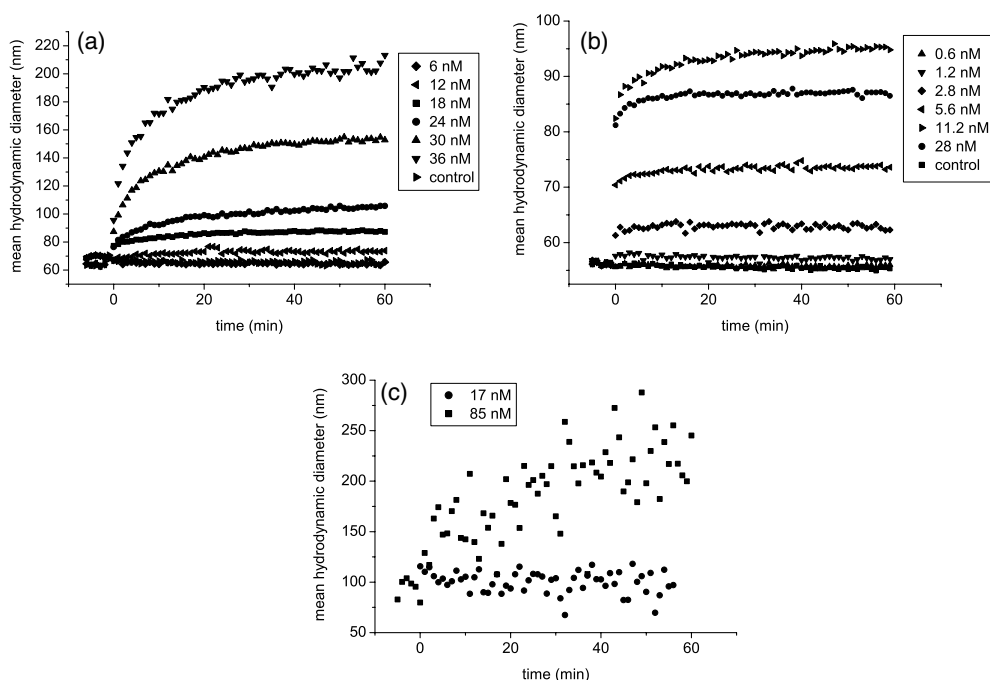 (a)
mean hydrodynamic diameter (nm)
220
200
180
160
140
120
100
80
60
0
20
40
60
time (min)
6 nM
12 nM
18 nM
24 nM
30 nM
36 nM
control
(b)
mean hydrodynamic diameter (nm)
100
90
80
70
60
0
20
40
60
time (min)
0.6 nM
1.2 nM
2.8 nM
5.6 nM
11.2 nM
28 nM
control
(c)
mean hydrodynamic diameter (nm)
300
250
200
150
100
50
0
20
40
60
time (min)
17 nM
85 nM